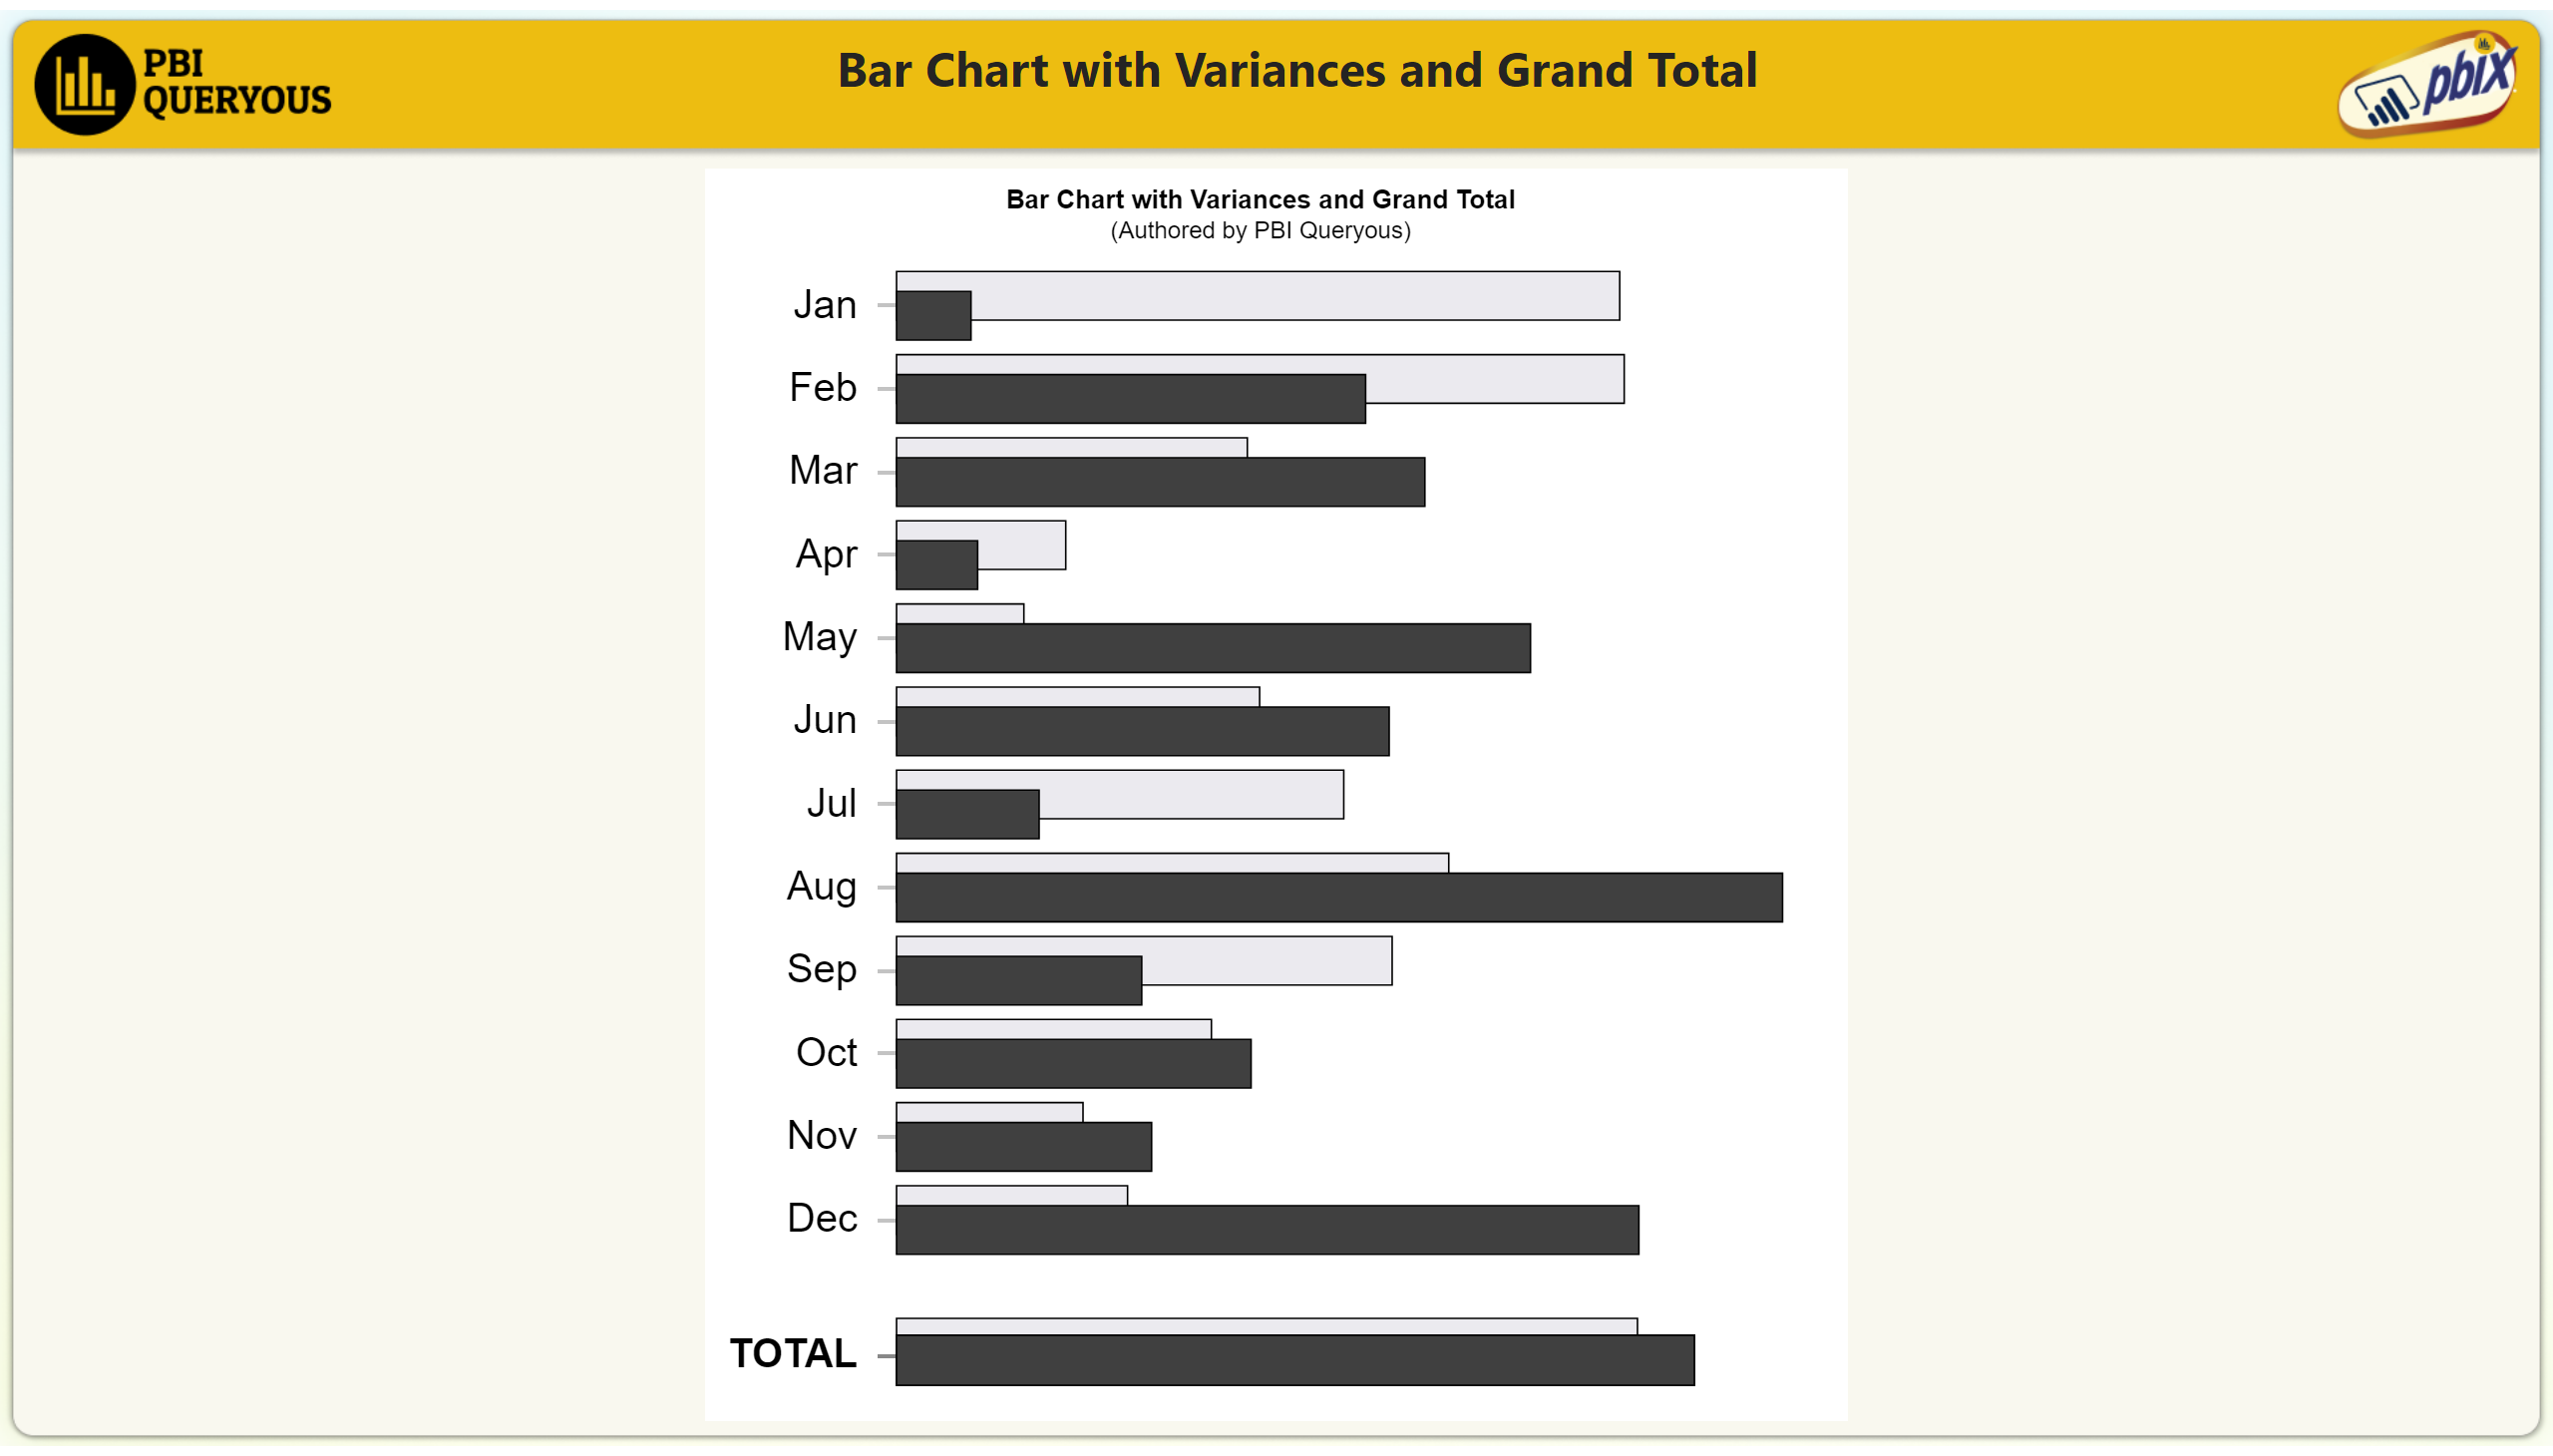 PBI
QUERYOUS
Bar Chart with Variances and Grand Total
pbix
Bar Chart with Variances and Grand Total
(Authored by PBI Queryous)
Jan
Feb
Mar
Apr
May
Jun
Jul
Aug
Sep
Oct
Nov
Dec
TOTAL